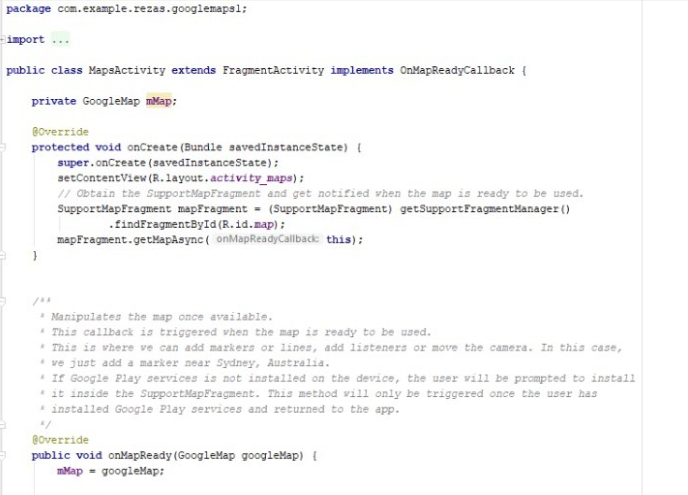 package com.example.rezas.googlemaps1;
import ...
public class MapsActivity extends FragmentActivity implements OnMapReadyCallback {
private GoogleMap mMap;
@Override
protected void onCreate(Bundle savedInstanceState) {
super.onCreate(savedInstanceState);
setContentView(R.layout.activity_maps);
// Obtain the SupportMapFragment and get notified when the map is ready to be used.
SupportMapFragment mapFragment = (SupportMapFragment) getSupportFragmentManager()
.findFragmentById(R.id.map);
mapFragment.getMapAsync( onMapReadyCallback: this);
}
/**
* Manipulates the map once available.
* This callback is triggered when the map is ready to be used.
* This is where we can add markers or lines, add listeners or move the camera. In this case,
* we just add a marker near Sydney, Australia.
* If Google Play services is not installed on the device, the user will be prompted to install
* it inside the SupportMapFragment. This method will only be triggered once the user has
* installed Google Play services and returned to the app.
*/
@Override
public void onMapReady(GoogleMap googleMap) {
mMap = googleMap;